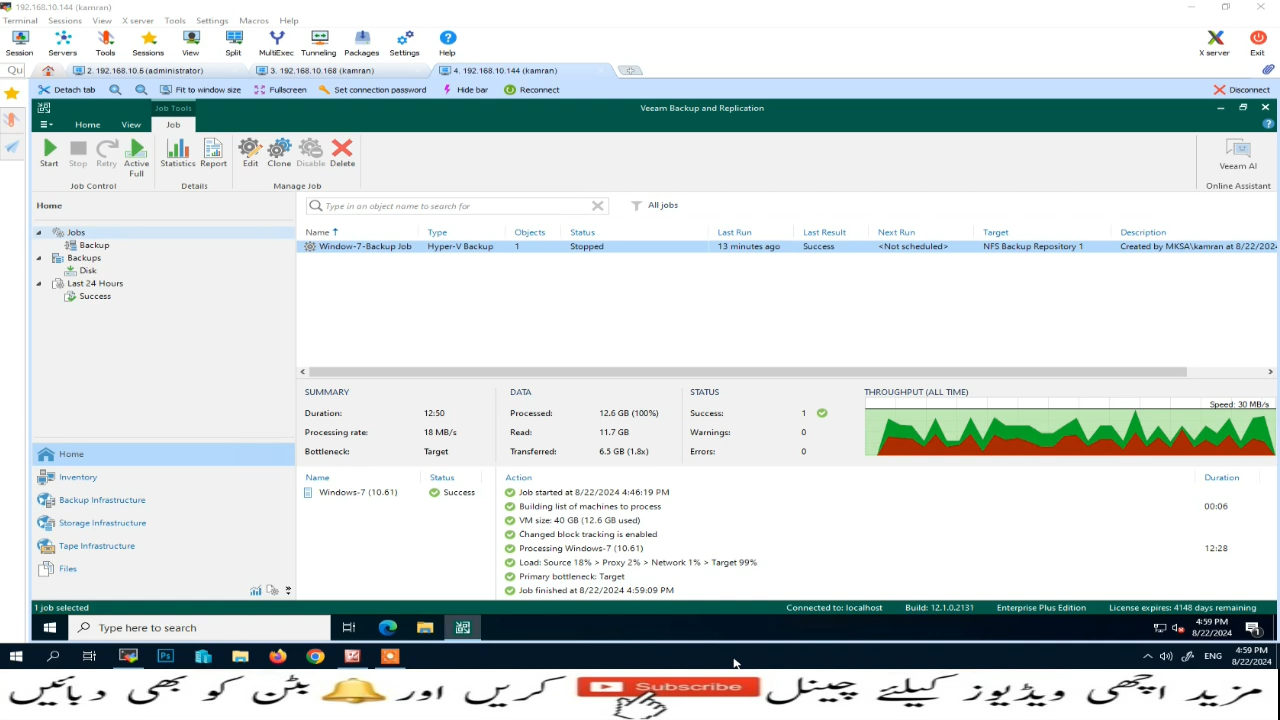 192.168.10.144 (kamran)
Terminal Sessions View X server Tools Settings Macros Help
Session Servers Tools Sessions View Split MultiExec Tunneling Packages Settings Help X server Exit
Qu 2. 192.168.10.6 (administrator) 3. 192.168.10.168 (kamran) 4. 192.168.10.144 (kamran)
Detach tab Fit to window size Fullscreen Set connection password Hide bar Reconnect Disconnect
Job Tools Veeam Backup and Replication
Home View Job
Start Stop Retry Active Full Statistics Report Edit Clone Disable Delete Veeam AI
Job Control Details Manage Job Online Assistant
Home Type in an object name to search for All jobs
Jobs Name Type Objects Status Last Run Last Result Next Run Target Description
Backup Window-7-Backup Job Hyper-V Backup 1 Stopped 13 minutes ago Success <Not scheduled> NFS Backup Repository 1 Created by MKSA\kamran at 8/22/2024
Backups
Disk
Last 24 Hours
Success
SUMMARY DATA STATUS THROUGHPUT (ALL TIME)
Speed: 30 MB/s
Duration: 12:50 Processed: 12.6 GB (100%) Success: 1
Processing rate: 18 MB/s Read: 11.7 GB Warnings: 0
Bottleneck: Target Transferred: 6.5 GB (1.8x) Errors: 0
Home
Inventory
Backup Infrastructure
Storage Infrastructure
Tape Infrastructure
Files
Name Status Action Duration
Windows-7 (10.61) Success Job started at 8/22/2024 4:46:19 PM
Building list of machines to process 00:06
VM size: 40 GB (12.6 GB used)
Changed block tracking is enabled
Processing Windows-7 (10.61) 12:28
Load: Source 18% > Proxy 2% > Network 1% > Target 99%
Primary bottleneck: Target
Job finished at 8/22/2024 4:59:09 PM
1 job selected Connected to: localhost Build: 12.1.0.2131 Enterprise Plus Edition License expires: 4148 days remaining
Type here to search 4:59 PM
8/22/2024 1
Ps ENG 4:59 PM
8/22/2024
مزید اچھی ویڈیوز کیلئے چینل Subscribe کریں اور بٹن کو بھی دبائیں